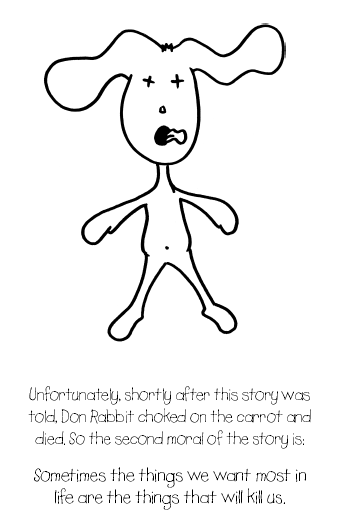 Unfortunately, shortly after this story was
told, Don Rabbit choked on the carrot and
died. So the second moral of the story is:
Sometimes the things we want most in
life are the things that will kill us.